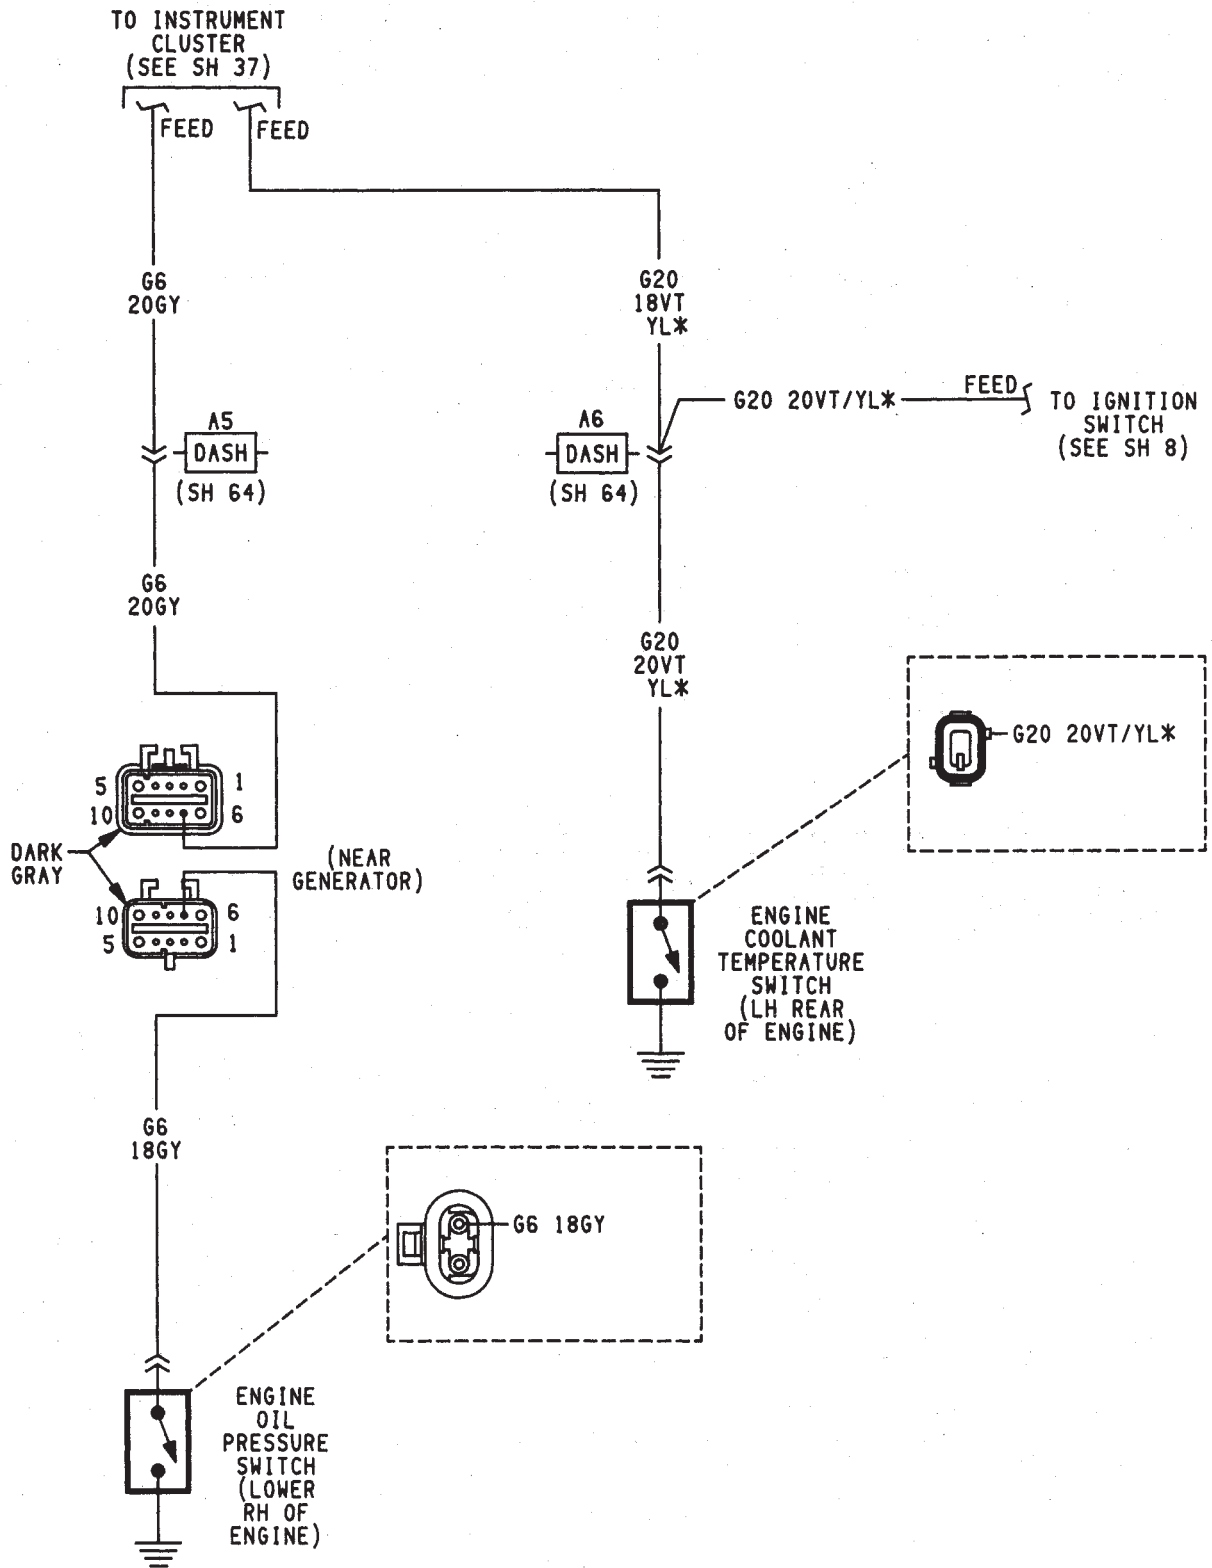 TO INSTRUMENT
CLUSTER
(SEE SH 37)
FEED
FEED
G6
20GY
G20
18VT
YL*
G20 20VT/YL*
FEED
TO IGNITION
SWITCH
(SEE SH 8)
A5
DASH
(SH 64)
A6
DASH
(SH 64)
G6
20GY
G20
20VT
YL*
G20 20VT/YL*
5
1
10
6
DARK
GRAY
(NEAR
GENERATOR)
10
6
5
1
ENGINE
COOLANT
TEMPERATURE
SWITCH
(LH REAR
OF ENGINE)
G6
18GY
G6 18GY
ENGINE
OIL
PRESSURE
SWITCH
(LOWER
RH OF
ENGINE)